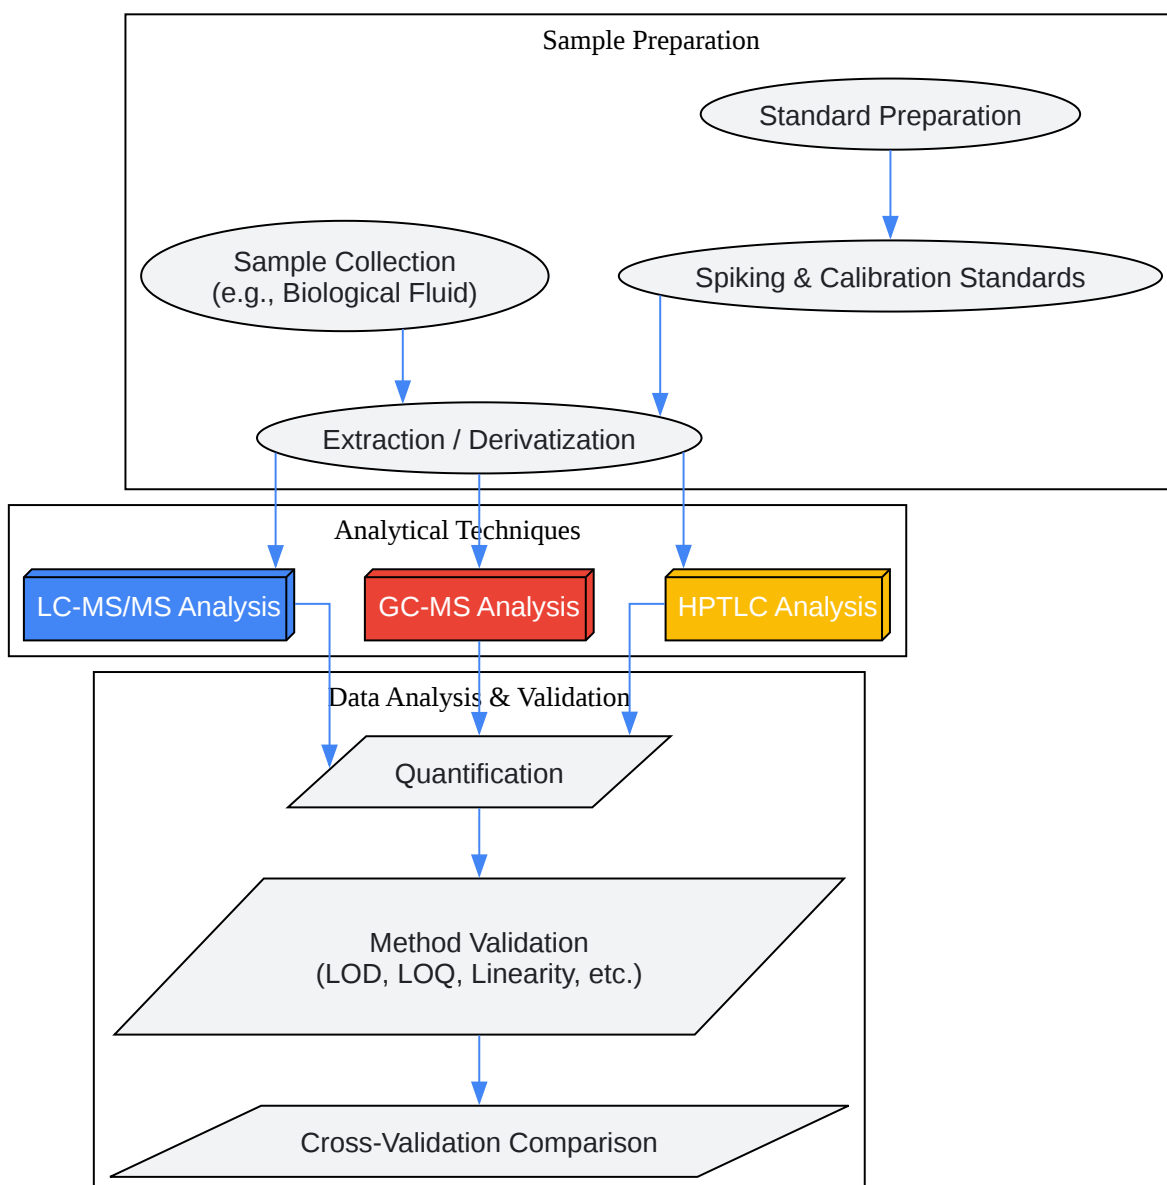 Sample Preparation
Standard Preparation
Sample Collection
(e.g., Biological Fluid)
Spiking & Calibration Standards
Extraction / Derivatization
Analytical Techniques
LC-MS/MS Analysis
GC-MS Analysis
HPTLC Analysis
Data Analysis & Validation
Quantification
Method Validation
(LOD, LOQ, Linearity, etc.)
Cross-Validation Comparison